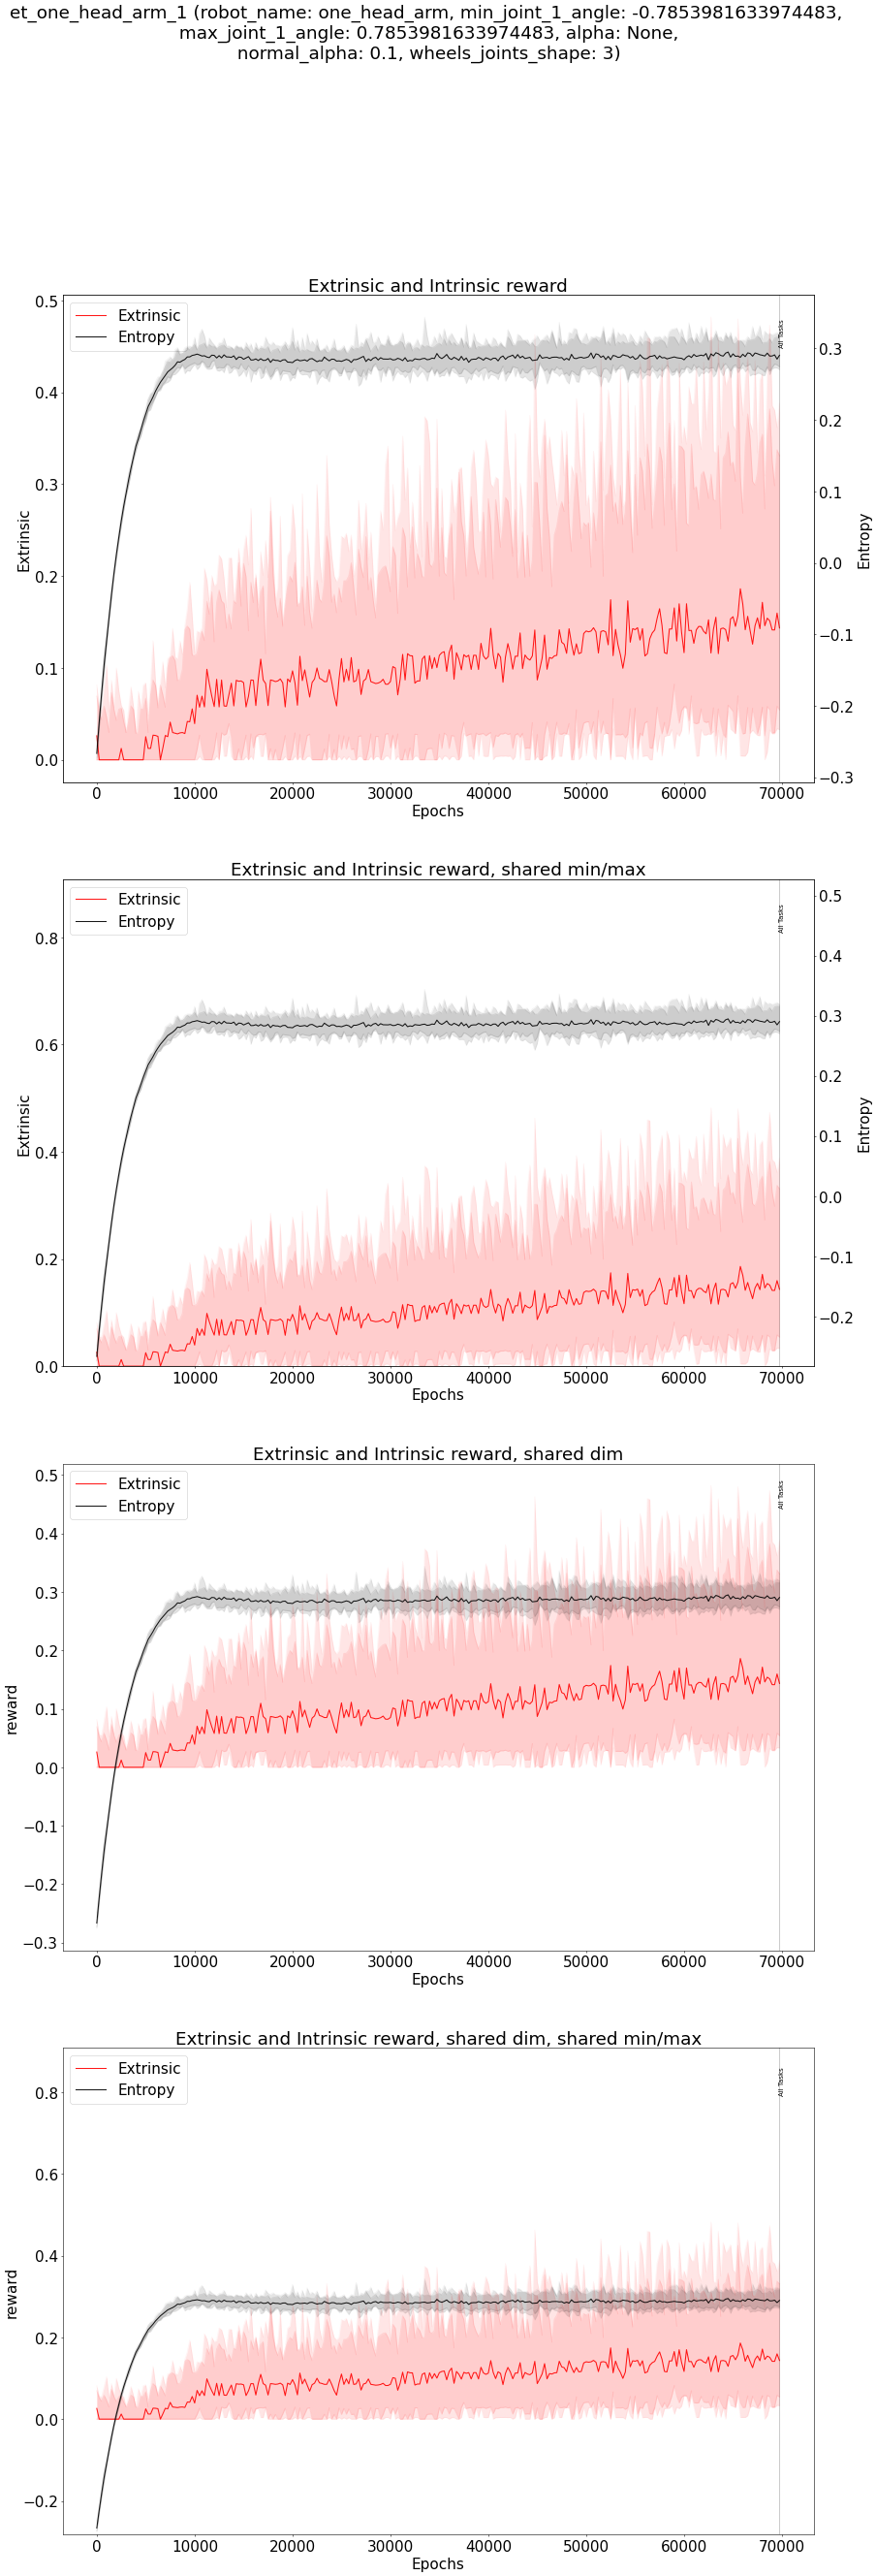 et_one_head_arm_1 (robot_name: one_head_arm, min_joint_1_angle: -0.7853981633974483,
max_joint_1_angle: 0.7853981633974483, alpha: None,
normal_alpha: 0.1, wheels_joints_shape: 3)
Extrinsic and Intrinsic reward
Extrinsic
Entropy
All Tasks
0.5
0.4
0.3
0.2
0.1
0.0
Extrinsic
0.3
0.2
0.1
0.0
−0.1
−0.2
−0.3
Entropy
0 10000 20000 30000 40000 50000 60000 70000
Epochs
Extrinsic and Intrinsic reward, shared min/max
Extrinsic
Entropy
All Tasks
0.8
0.6
0.4
0.2
0.0
Extrinsic
0.5
0.4
0.3
0.2
0.1
0.0
−0.1
−0.2
Entropy
0 10000 20000 30000 40000 50000 60000 70000
Epochs
Extrinsic and Intrinsic reward, shared dim
Extrinsic
Entropy
All Tasks
0.5
0.4
0.3
0.2
0.1
0.0
−0.1
−0.2
−0.3
reward
0 10000 20000 30000 40000 50000 60000 70000
Epochs
Extrinsic and Intrinsic reward, shared dim, shared min/max
Extrinsic
Entropy
All Tasks
0.8
0.6
0.4
0.2
0.0
−0.2
reward
0 10000 20000 30000 40000 50000 60000 70000
Epochs